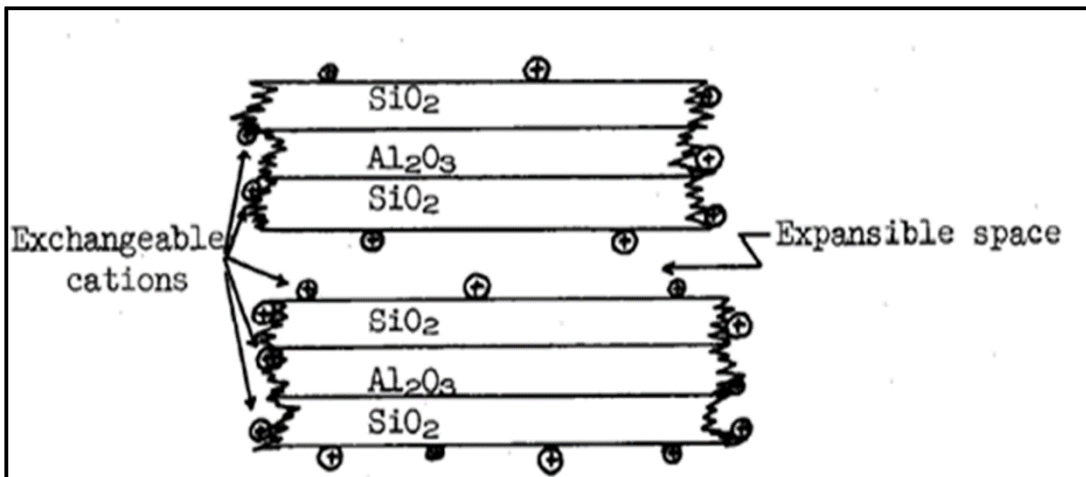 SiO₂
Al₂O₃
SiO₂
Exchangeable
cations
Expansible space
SiO₂
Al₂O₃
SiO₂